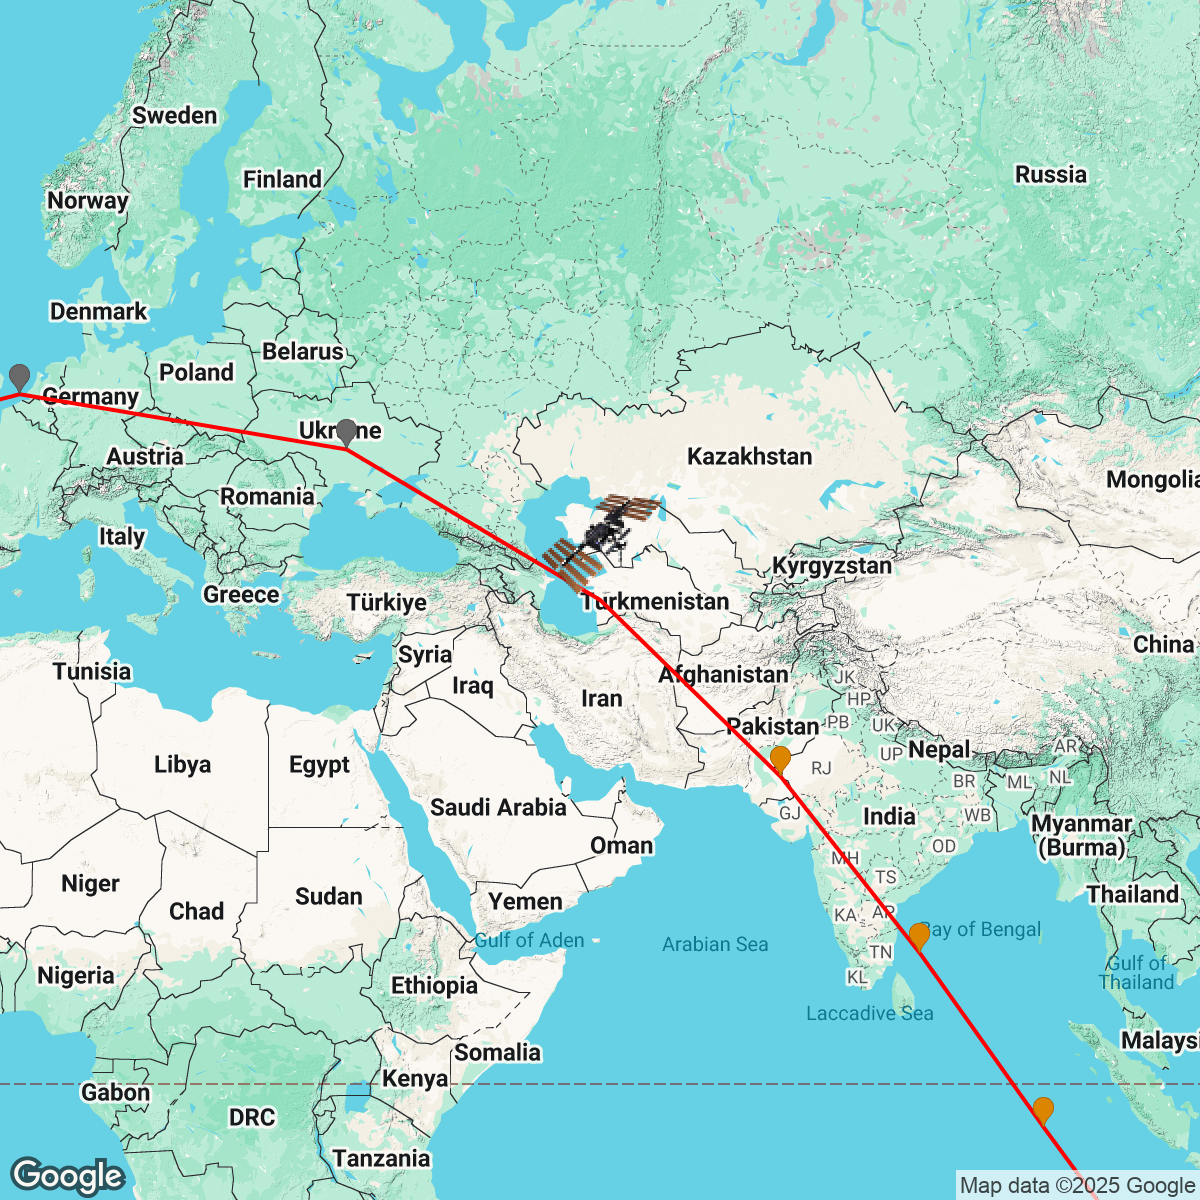 Sweden
Russia
Finland
Norway
Denmark
Belarus
Poland
Germany
Ukraine
Austria
Kazakhstan
Mongolia
Romania
Italy
Kyrgyzstan
Greece
Türkiye
Turkmenistan
China
Syria
Tunisia
Afghanistan
JK
Iraq
Iran
HP
Pakistan
PB
UK
Nepal
AR
UP
Libya
Egypt
RJ
BR
ML
NL
Saudi Arabia
GJ
India
WB
Myanmar
(Burma)
Oman
OD
MH
TS
Niger
Sudan
Thailand
Yemen
Chad
KA
AP
Bay of Bengal
Gulf of Aden
Arabian Sea
TN
Nigeria
KL
Gulf of
Thailand
Ethiopia
Laccadive Sea
Malaysi
Somalia
Kenya
Gabon
DRC
Tanzania
Google
Map data ©2025 Google